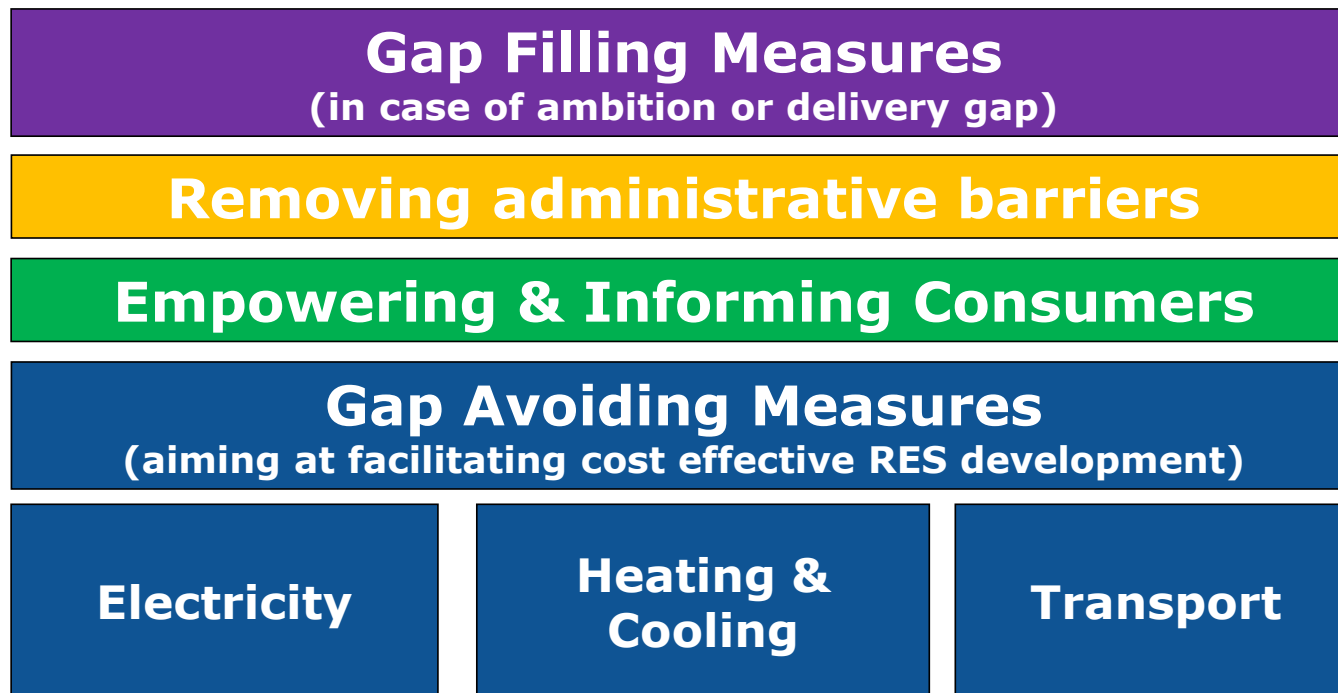 Gap Filling Measures
(in case of ambition or delivery gap)
Removing administrative barriers
Empowering & Informing Consumers
Gap Avoiding Measures
(aiming at facilitating cost effective RES development)
Electricity
Heating &
Cooling
Transport